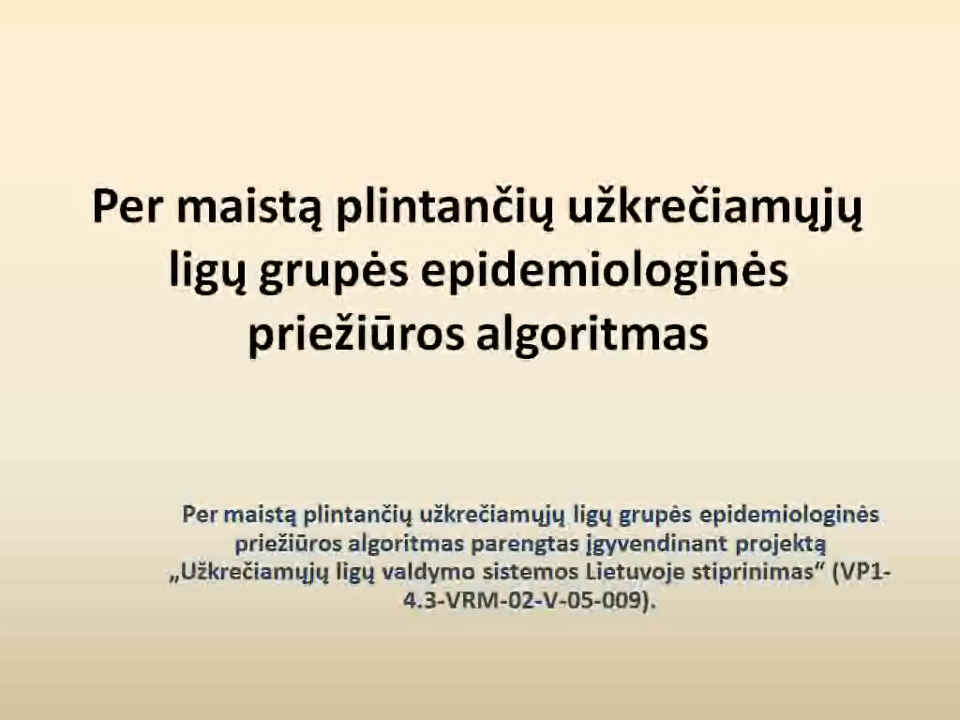 Per maistą plintančių užkrečiamųjų
ligų grupės epidemiologinės
priežiūros algoritmas
Per maistą plintančių užkrečiamųjų ligų grupės epidemiologinės
priežiūros algoritmas parengtas įgyvendinant projektą
„Užkrečiamųjų ligų valdymo sistemos Lietuvoje stiprinimas“ (VP1-
4.3-VRM-02-V-05-009).